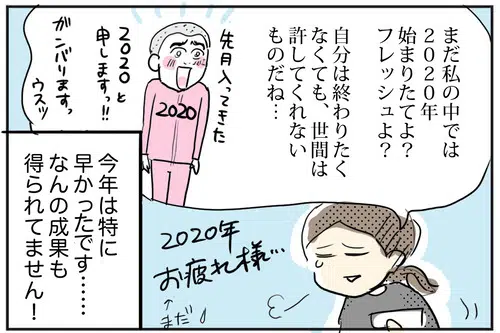 まだ私の中では
2020年
始まりたてよ？
フレッシュよ？
自分は終わりたく
なくても、世間は
許してくれない
ものだね…
先月入ってきた
2020と
申しますっ!!
ガンバりますっ
ウスッ
2020
2020年
お疲れ様…
↑まだ
今年は特に
早かったです……
なんの成果も
得られてません！